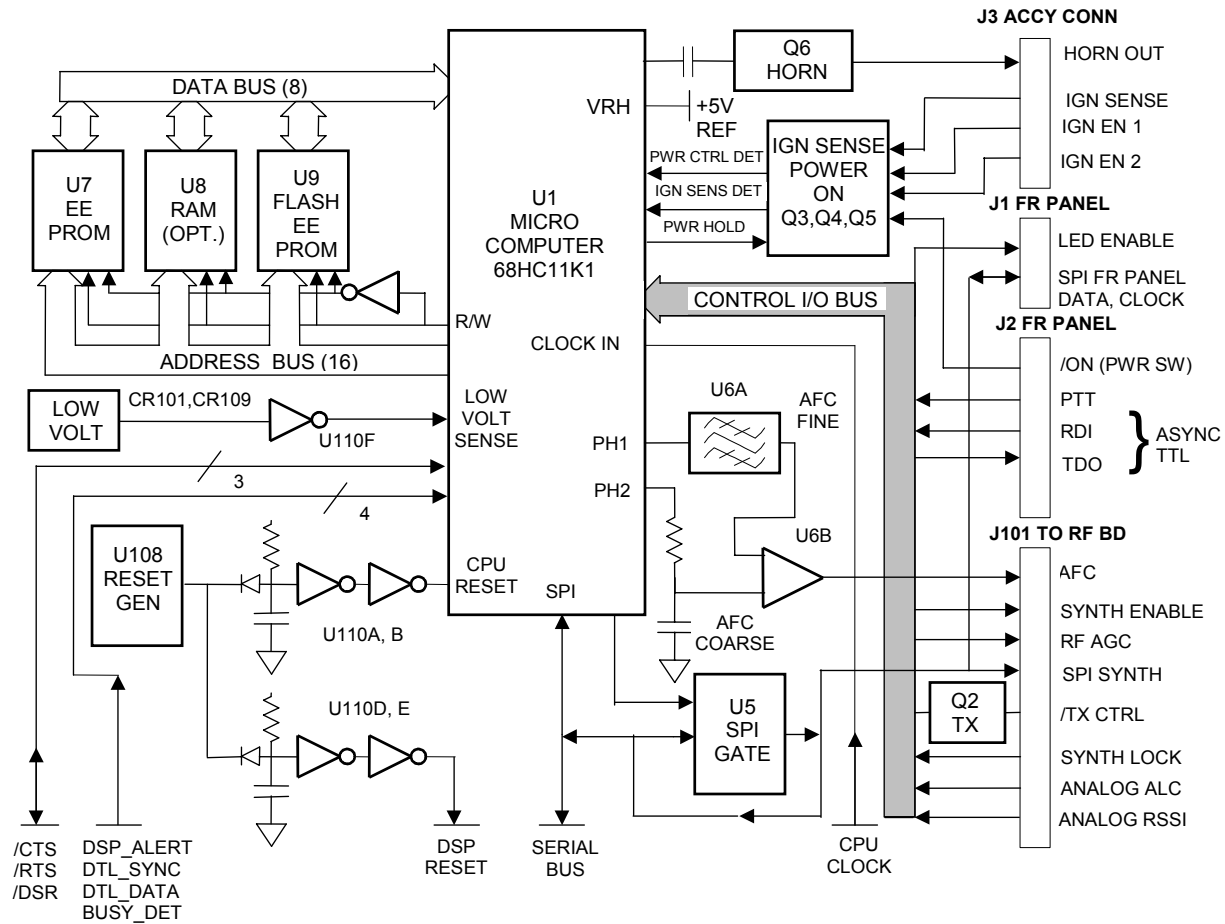 J3 ACCY CONN
Q6
HORN
HORN OUT
DATA BUS (8)
VRH
+5V
REF
IGN SENSE
IGN EN 1
IGN EN 2
PWR CTRL DET
IGN SENS DET
PWR HOLD
IGN SENSE
POWER
ON
Q3,Q4,Q5
U7
EE
PROM
U8
RAM
(OPT.)
U9
FLASH
EE
PROM
U1
MICRO
COMPUTER
68HC11K1
J1 FR PANEL
LED ENABLE
SPI FR PANEL
DATA, CLOCK
CONTROL I/O BUS
R/W
CLOCK IN
ADDRESS BUS (16)
J2 FR PANEL
/ON (PWR SW)
PTT
RDI
TDO
ASYNC
TTL
LOW
VOLT
CR101,CR109
U110F
LOW
VOLT
SENSE
U6A
AFC
FINE
PH1
PH2
3
4
U6B
AFC
COARSE
J101 TO RF BD
AFC
SYNTH ENABLE
RF AGC
SPI SYNTH
/TX CTRL
SYNTH LOCK
ANALOG ALC
ANALOG RSSI
U108
RESET
GEN
CPU
RESET
SPI
U110A, B
U110D, E
U5
SPI
GATE
Q2
TX
/CTS
/RTS
/DSR
DSP_ALERT
DTL_SYNC
DTL_DATA
BUSY_DET
DSP
RESET
SERIAL
BUS
CPU
CLOCK